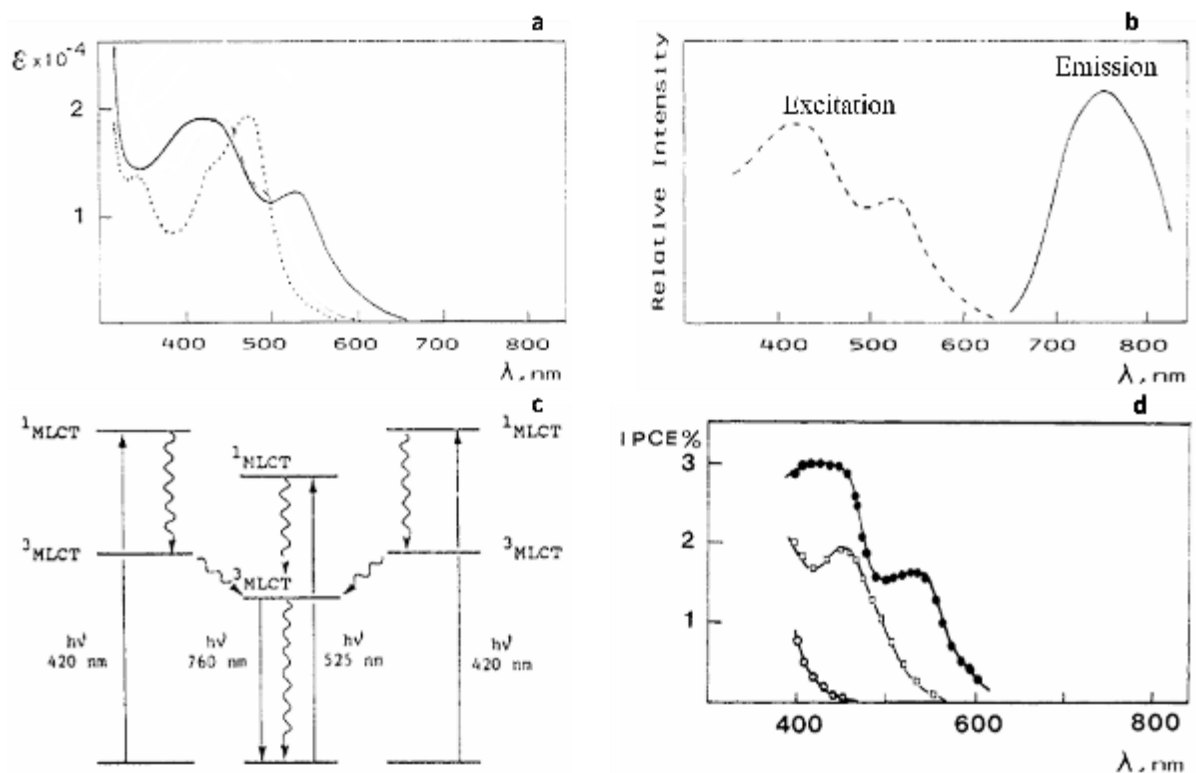 a
ε x10⁻⁴
2
1
400 500 600 700 800
λ, nm
b
Relative Intensity
Excitation
Emission
400 500 600 700 800
λ, nm
c
¹MLCT
¹MLCT
¹MLCT
³MLCT
³MLCT
³MLCT
hν hν hν hν
420 nm 760 nm 525 nm 420 nm
d
IPCE%
3
2
1
400 600 800
λ, nm